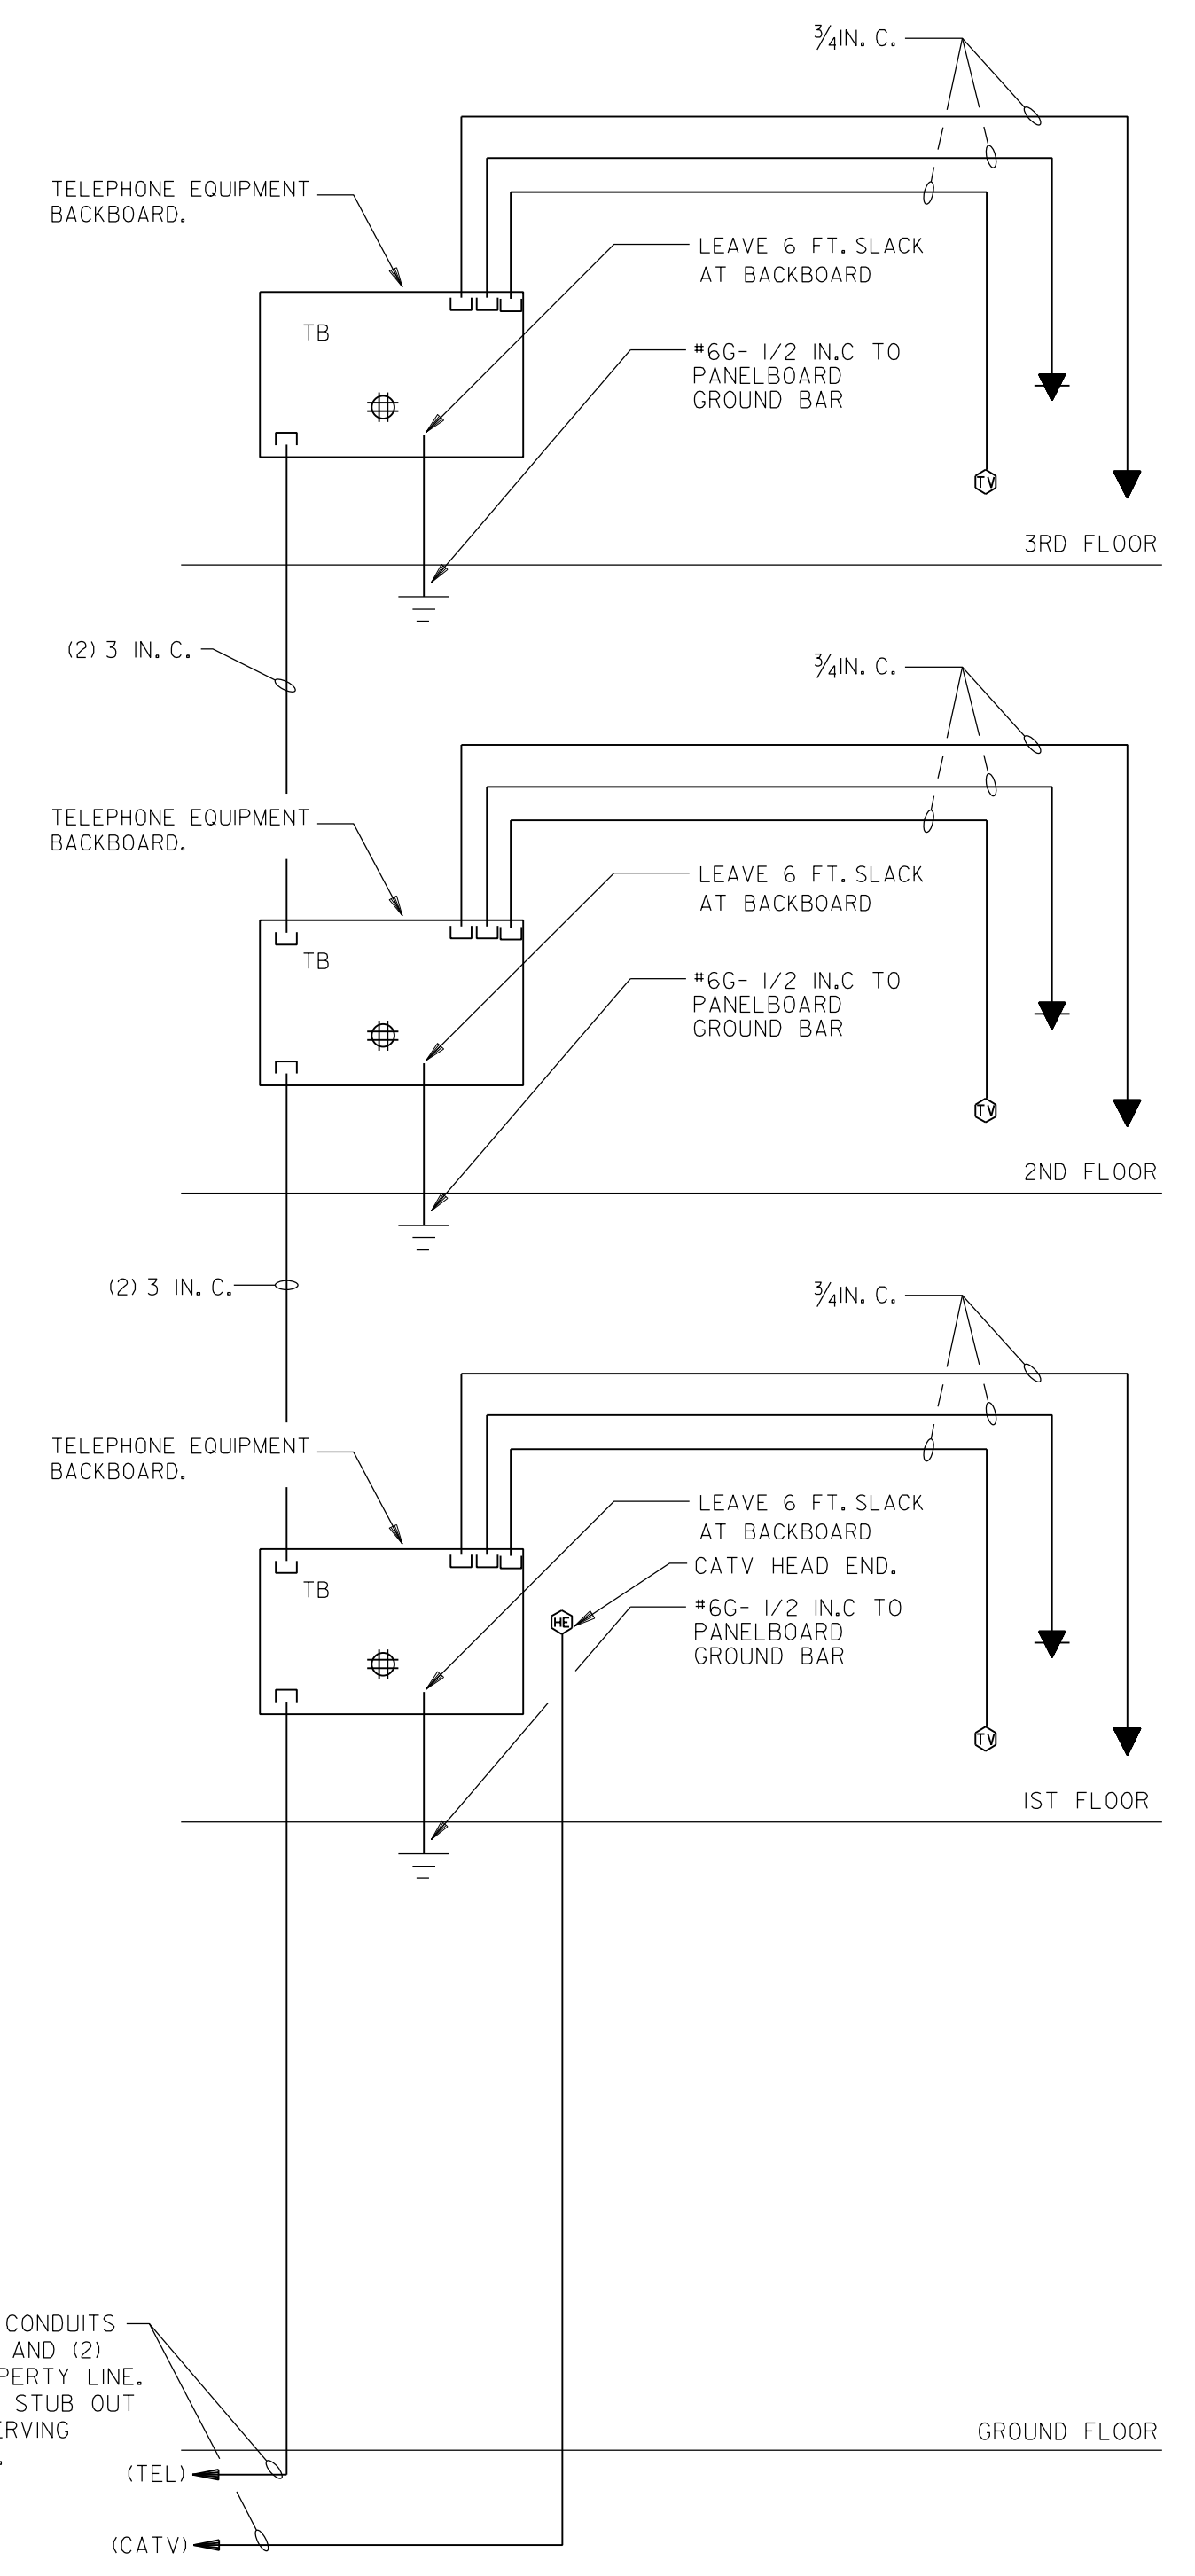 3/4IN. C.
TELEPHONE EQUIPMENT
BACKBOARD.
LEAVE 6 FT. SLACK
AT BACKBOARD
TB
#6G- 1/2 IN.C TO
PANELBOARD
GROUND BAR
TV
3RD FLOOR
(2) 3 IN. C.
3/4IN. C.
TELEPHONE EQUIPMENT
BACKBOARD.
LEAVE 6 FT. SLACK
AT BACKBOARD
TB
#6G- 1/2 IN.C TO
PANELBOARD
GROUND BAR
TV
2ND FLOOR
(2) 3 IN. C.
3/4IN. C.
TELEPHONE EQUIPMENT
BACKBOARD.
LEAVE 6 FT. SLACK
AT BACKBOARD
CATV HEAD END.
TB
HE
#6G- 1/2 IN.C TO
PANELBOARD
GROUND BAR
TV
1ST FLOOR
CONDUITS
AND (2)
PERTY LINE.
STUB OUT
ERVING
.
GROUND FLOOR
(TEL)
(CATV)